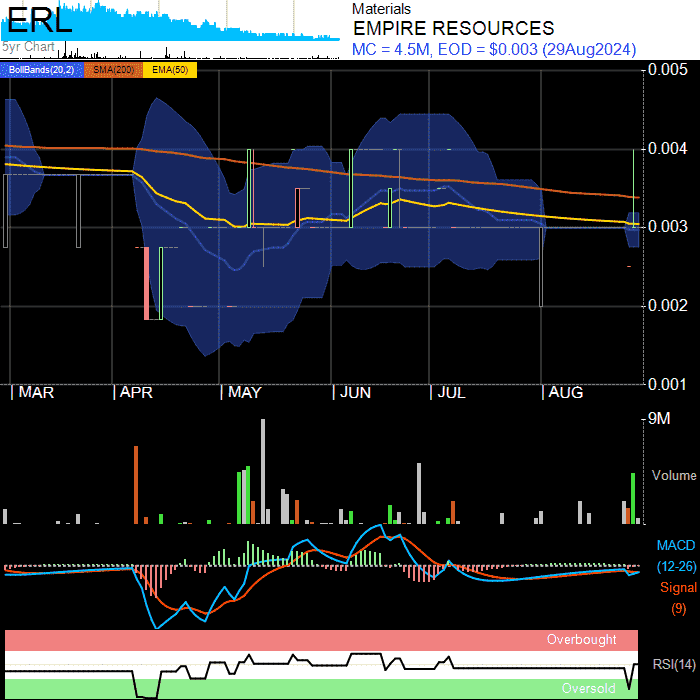 ERL
5yr Chart
Materials
EMPIRE RESOURCES
MC = 4.5M, EOD = $0.003 (29Aug2024)
BollBands(20,2) SMA(200) EMA(50)
0.005
0.004
0.003
0.002
0.001
MAR APR MAY JUN JUL AUG
9M
Volume
MACD
(12-26)
Signal
(9)
Overbought
RSI(14)
Oversold